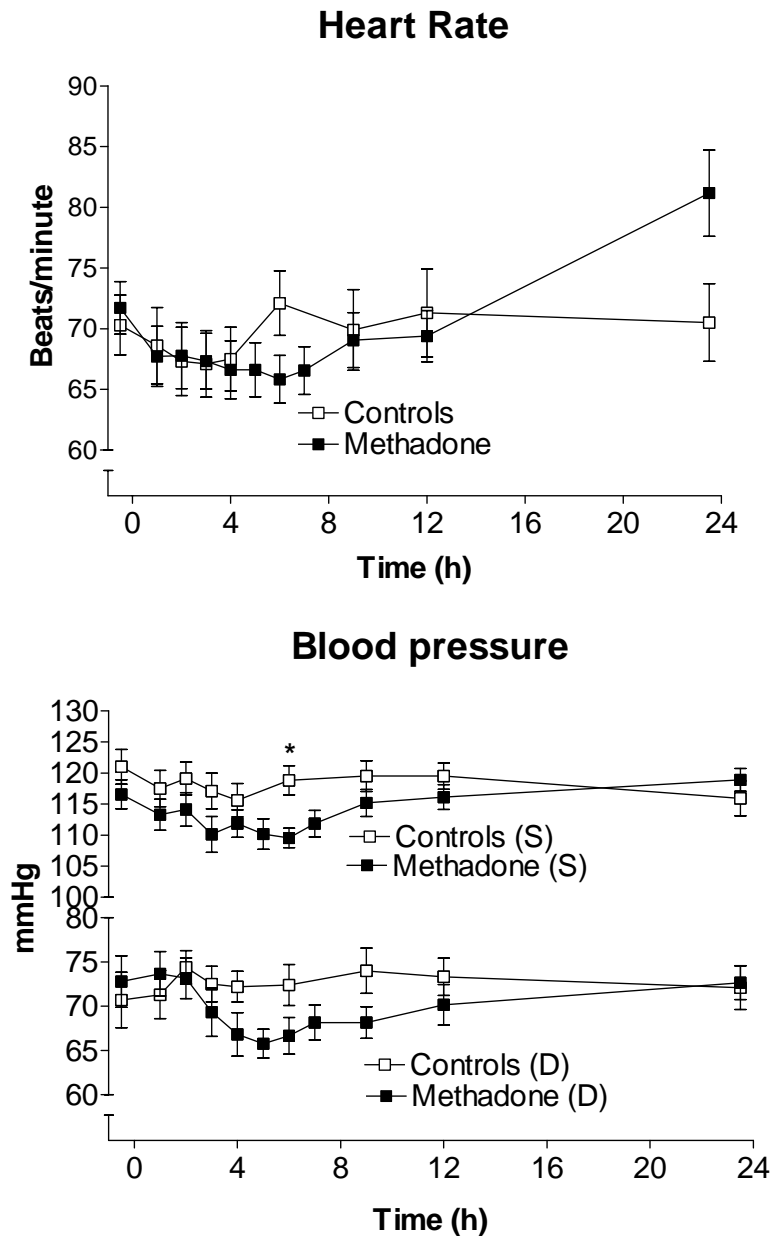 Heart Rate
90
85
80
75
70
65
60
Beats/minute
Controls
Methadone
0 4 8 12 16 20 24
Time (h)
Blood pressure
130
125
120
115
110
105
100
*
Controls (S)
Methadone (S)
mmHg
80
75
70
65
60
Controls (D)
Methadone (D)
0 4 8 12 16 20 24
Time (h)